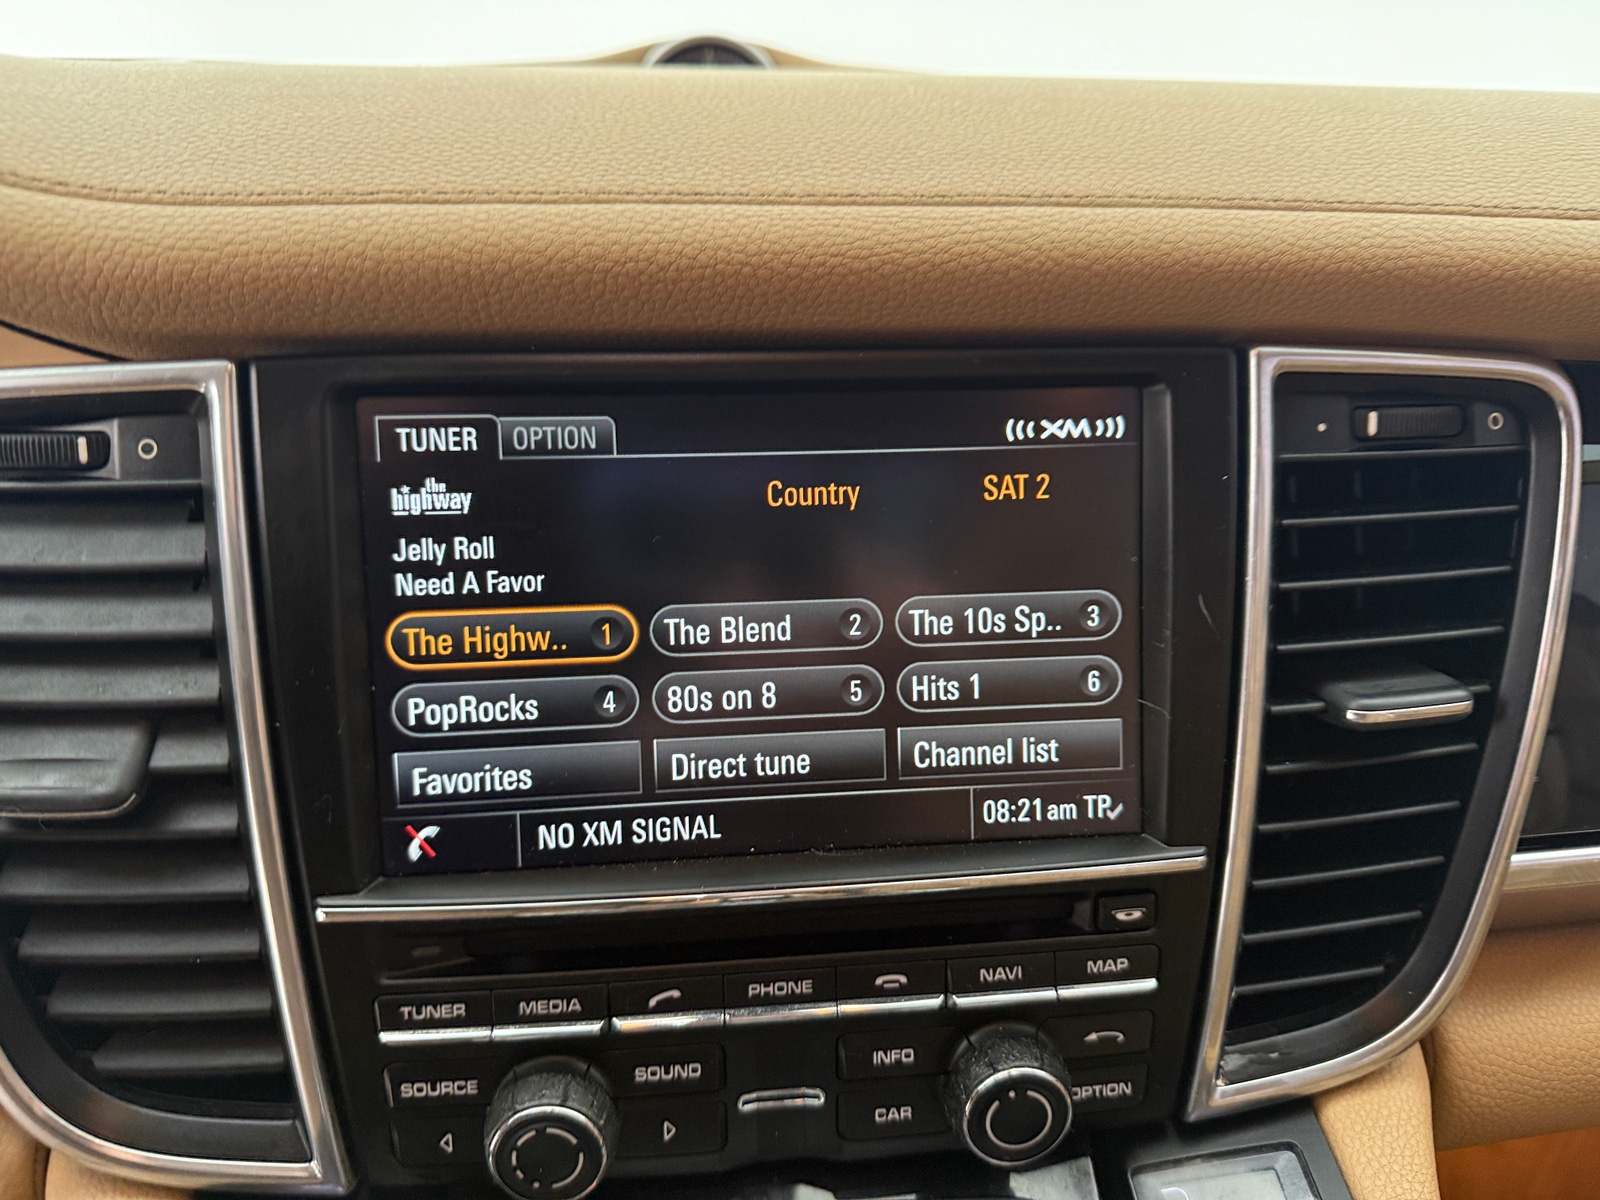 TUNER OPTION ((( XM )))
the highway Country SAT 2
Jelly Roll
Need A Favor
The Highw.. 1 The Blend 2 The 10s Sp.. 3
PopRocks 4 80s on 8 5 Hits 1 6
Favorites Direct tune Channel list
NO XM SIGNAL 08:21am TP
TUNER MEDIA PHONE NAVI MAP
SOURCE SOUND INFO
CAR OPTION